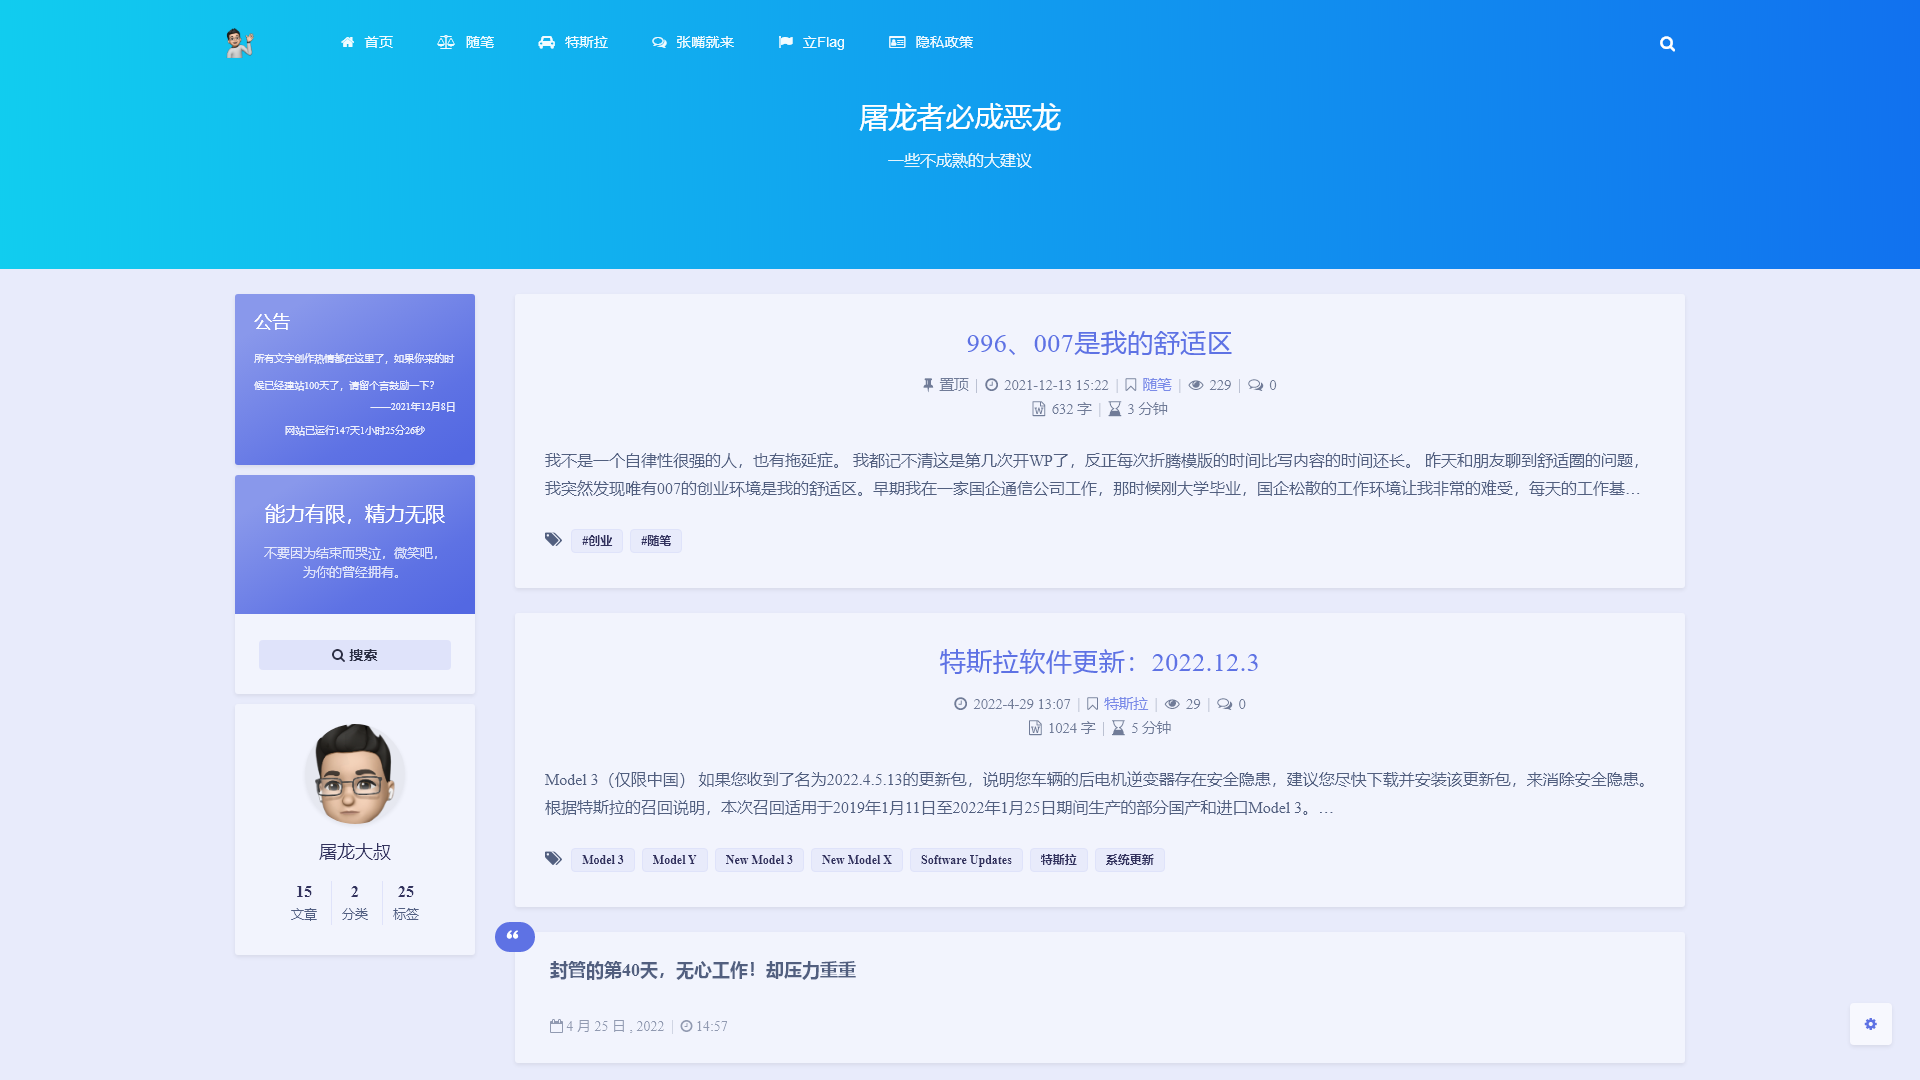 首页 随笔 特斯拉 张嘴就来 立Flag 隐私政策
屠龙者必成恶龙
一些不成熟的大建议
公告
所有文字创作热情都在这里了，如果你来的时
候已经建站100天了，请留个言鼓励一下？
——2021年12月8日
网站已运行147天1小时25分26秒
能力有限，精力无限
不要因为结束而哭泣，微笑吧，
为你的曾经拥有。
搜索
屠龙大叔
15 2 25
文章 分类 标签
996、007是我的舒适区
置顶 | 2021-12-13 15:22 | 随笔 | 229 | 0
632 字 | 3 分钟
我不是一个自律性很强的人，也有拖延症。 我都记不清这是第几次开WP了，反正每次折腾模版的时间比写内容的时间还长。 昨天和朋友聊到舒适圈的问题，
我突然发现唯有007的创业环境是我的舒适区。早期我在一家国企通信公司工作，那时候刚大学毕业，国企松散的工作环境让我非常的难受，每天的工作基…
#创业 #随笔
特斯拉软件更新：2022.12.3
2022-4-29 13:07 | 特斯拉 | 29 | 0
1024 字 | 5 分钟
Model 3（仅限中国） 如果您收到了名为2022.4.5.13的更新包，说明您车辆的后电机逆变器存在安全隐患，建议您尽快下载并安装该更新包，来消除安全隐患。
根据特斯拉的召回说明，本次召回适用于2019年1月11日至2022年1月25日期间生产的部分国产和进口Model 3。…
Model 3 Model Y New Model 3 New Model X Software Updates 特斯拉 系统更新
封管的第40天，无心工作！却压力重重
4 月 25 日 , 2022 | 14:57